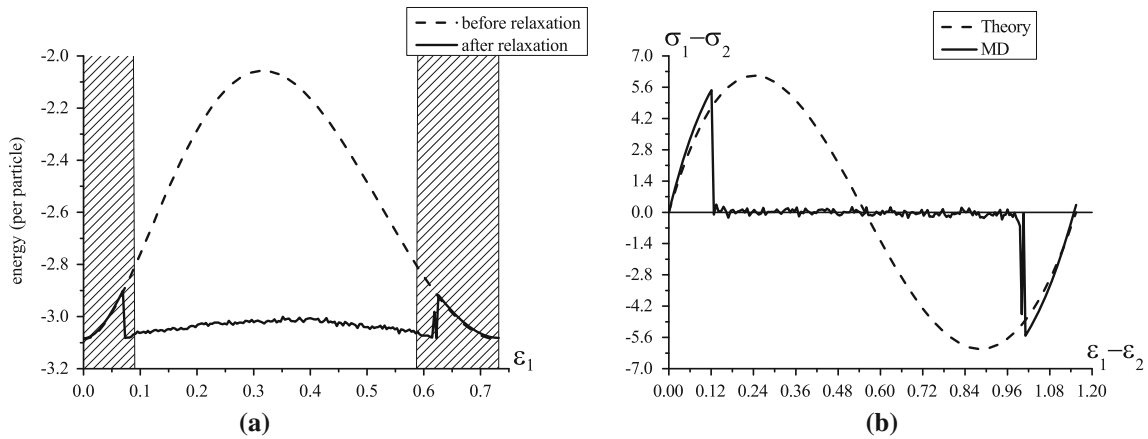 before relaxation
after relaxation
-2.0
-2.2
-2.4
-2.6
-2.8
-3.0
-3.2
energy (per particle)
ε1
0.0 0.1 0.2 0.3 0.4 0.5 0.6 0.7
(a)
Theory
MD
σ1−σ2
7.0
5.6
4.2
2.8
1.4
0.0
-1.4
-2.8
-4.2
-5.6
-7.0
ε1−ε2
0.00 0.12 0.24 0.36 0.48 0.60 0.72 0.84 0.96 1.08 1.20
(b)